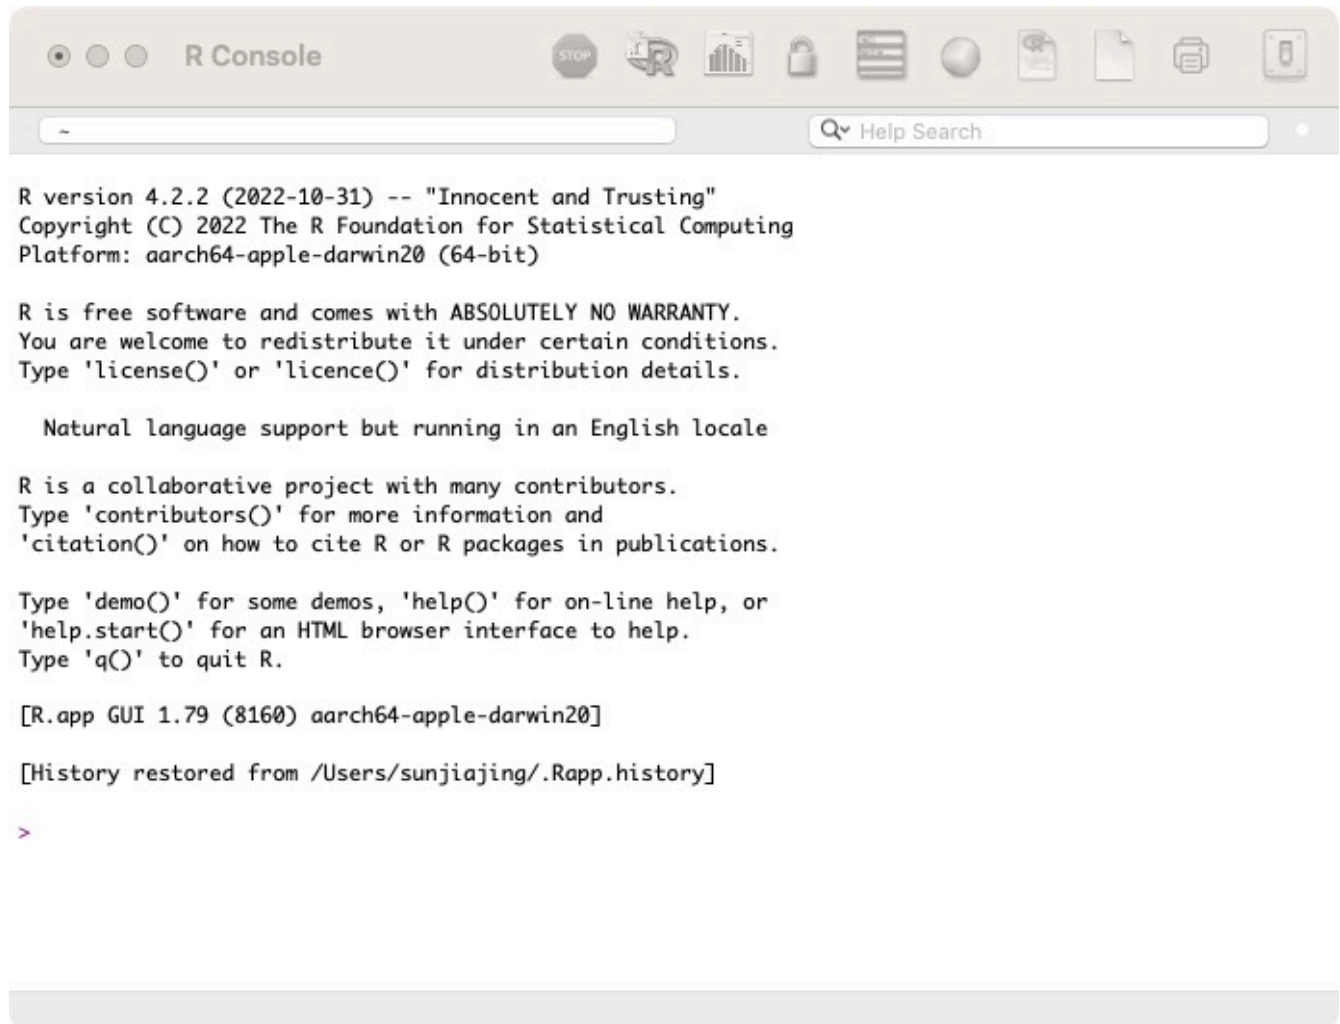 R Console
STOP
~
Help Search
R version 4.2.2 (2022-10-31) -- "Innocent and Trusting"
Copyright (C) 2022 The R Foundation for Statistical Computing
Platform: aarch64-apple-darwin20 (64-bit)
R is free software and comes with ABSOLUTELY NO WARRANTY.
You are welcome to redistribute it under certain conditions.
Type 'license()' or 'licence()' for distribution details.
Natural language support but running in an English locale
R is a collaborative project with many contributors.
Type 'contributors()' for more information and
'citation()' on how to cite R or R packages in publications.
Type 'demo()' for some demos, 'help()' for on-line help, or
'help.start()' for an HTML browser interface to help.
Type 'q()' to quit R.
[R.app GUI 1.79 (8160) aarch64-apple-darwin20]
[History restored from /Users/sunjiajing/.Rapp.history]
>